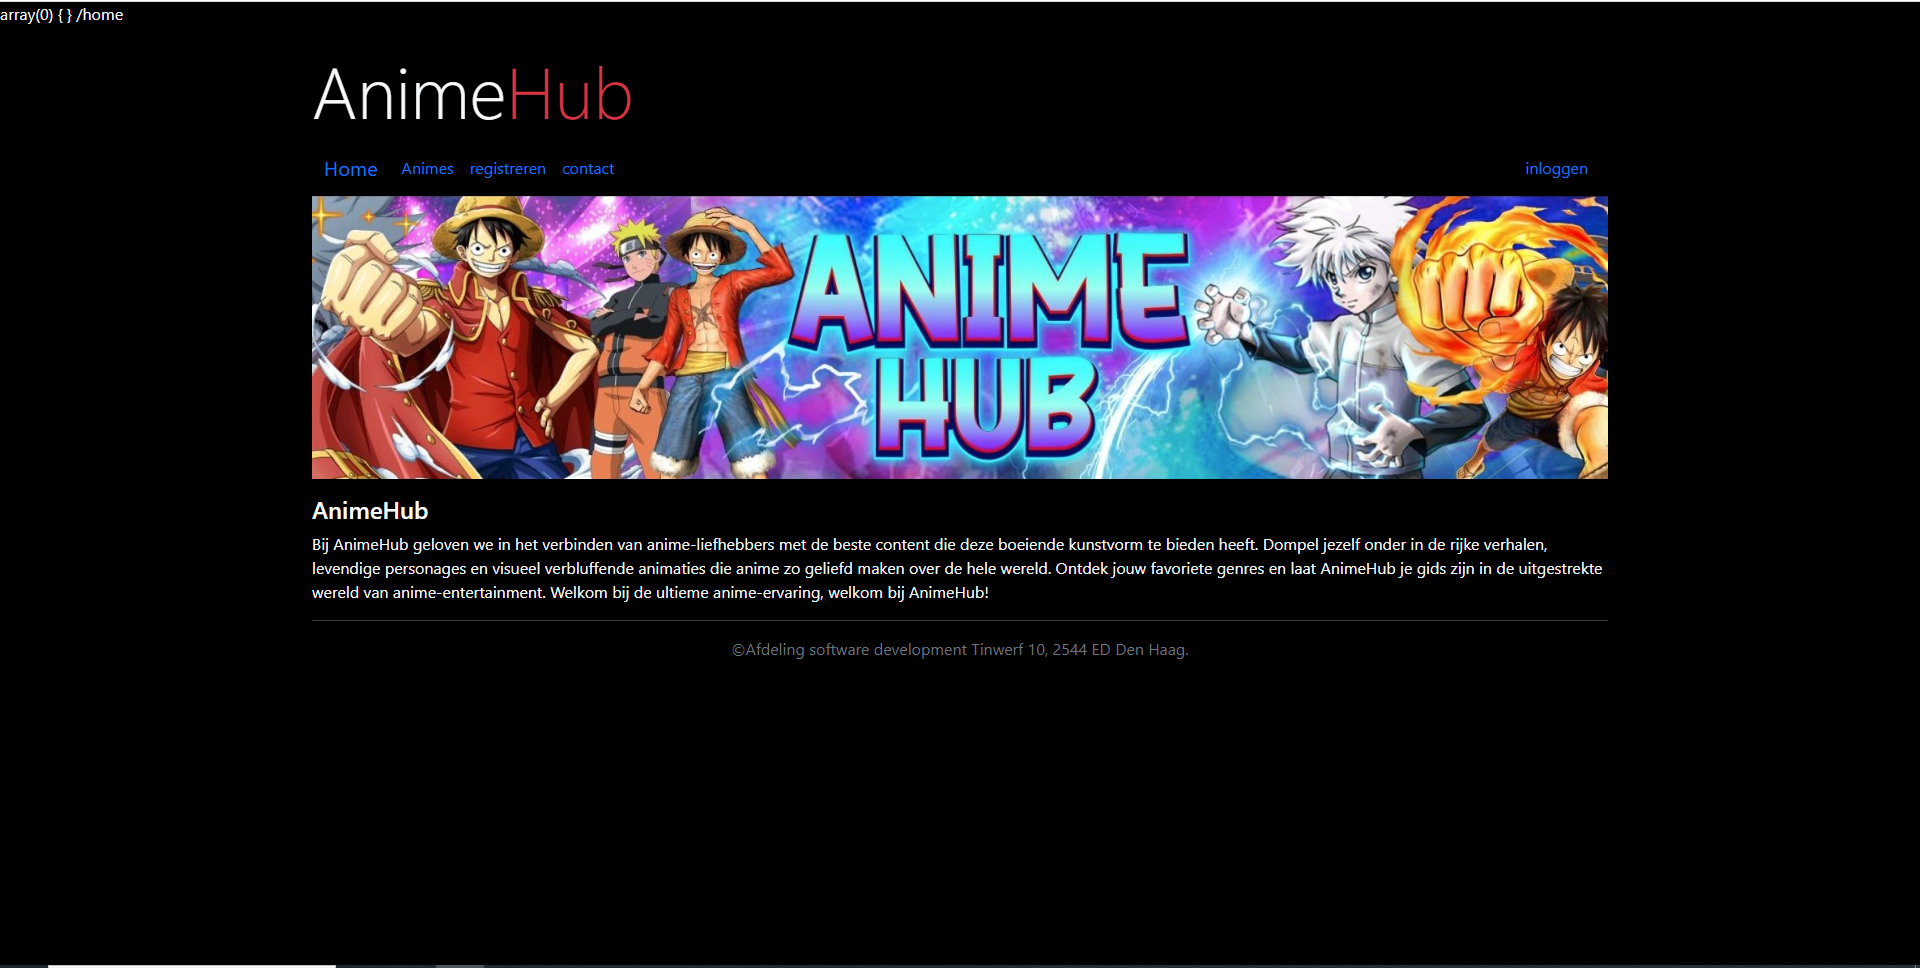 array(0) { } /home
AnimeHub
Home Animes registreren contact inloggen
ANIME
HUB
AnimeHub
Bij AnimeHub geloven we in het verbinden van anime-liefhebbers met de beste content die deze boeiende kunstvorm te bieden heeft. Dompel jezelf onder in de rijke verhalen,
levendige personages en visueel verbluffende animaties die anime zo geliefd maken over de hele wereld. Ontdek jouw favoriete genres en laat AnimeHub je gids zijn in de uitgestrekte
wereld van anime-entertainment. Welkom bij de ultieme anime-ervaring, welkom bij AnimeHub!
©Afdeling software development Tinwerf 10, 2544 ED Den Haag.